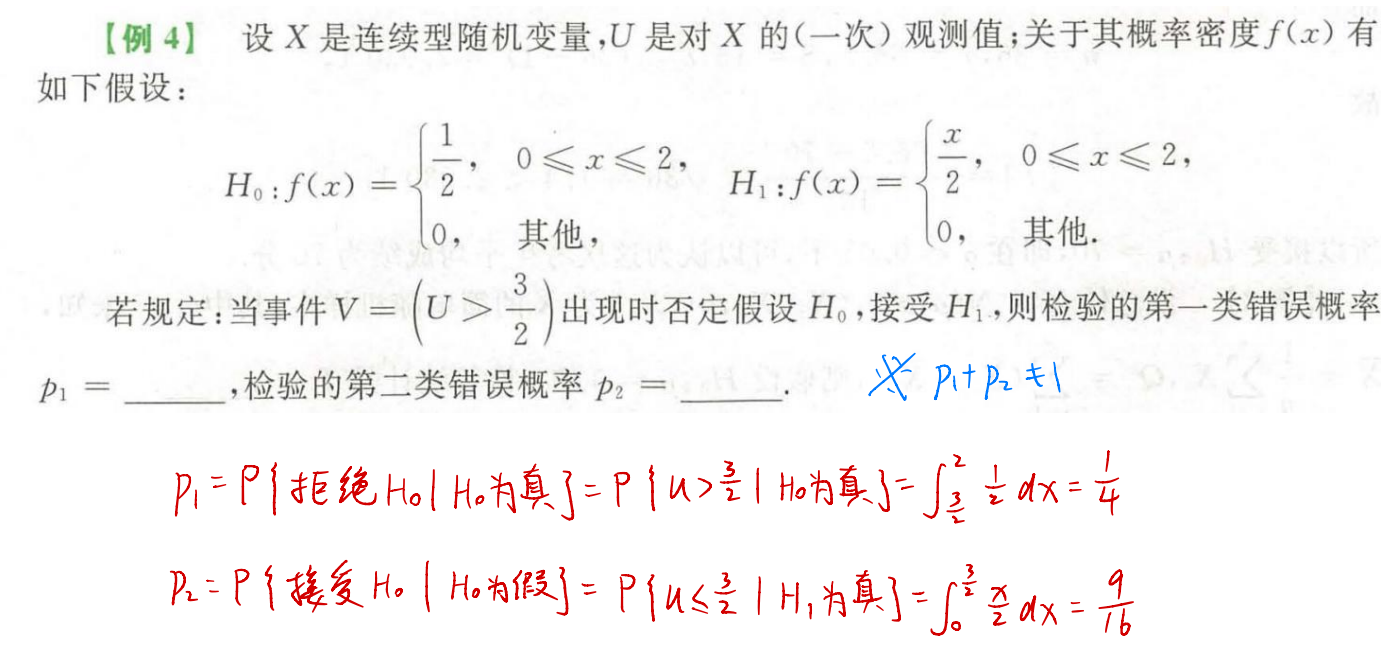 【例 4】 设 X 是连续型随机变量,U 是对 X 的(一次)观测值;关于其概率密度 f(x) 有
如下假设:
H₀:f(x) = { 1/2, 0 ⩽ x ⩽ 2, 0, 其他, H₁:f(x) = { x/2, 0 ⩽ x ⩽ 2, 0, 其他.
若规定:当事件 V = (U > 3/2) 出现时否定假设 H₀,接受 H₁,则检验的第一类错误概率
p₁ = ______,检验的第二类错误概率 p₂ = ______. ※ p₁+p₂≠1
P₁ = P{拒绝H₀ | H₀为真} = P{U > 3/2 | H₀为真} = ∫_{3/2}^{2} 1/2 dx = 1/4
P₂ = P{接受H₀ | H₀为假} = P{U ≤ 3/2 | H₁为真} = ∫_{0}^{3/2} x/2 dx = 9/16